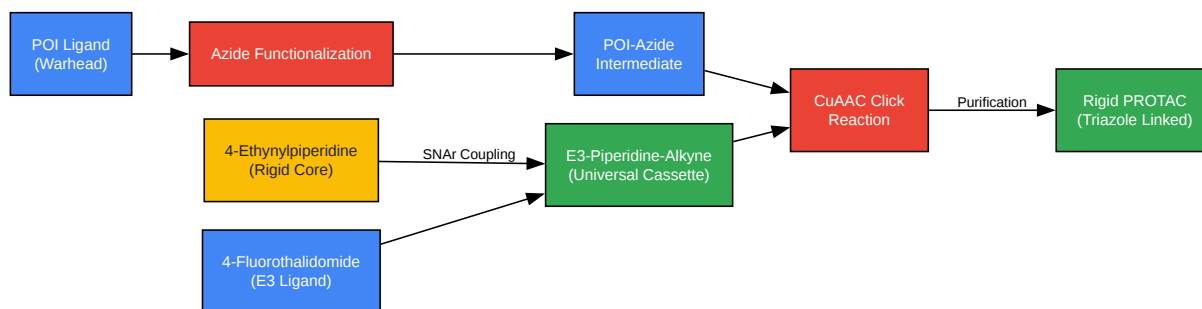 POI Ligand
(Warhead)
Azide Functionalization
POI-Azide
Intermediate
4-Ethynylpiperidine
(Rigid Core)
SNAr Coupling
E3-Piperidine-Alkyne
(Universal Cassette)
4-Fluorothalidomide
(E3 Ligand)
CuAAC Click
Reaction
Purification
Rigid PROTAC
(Triazole Linked)